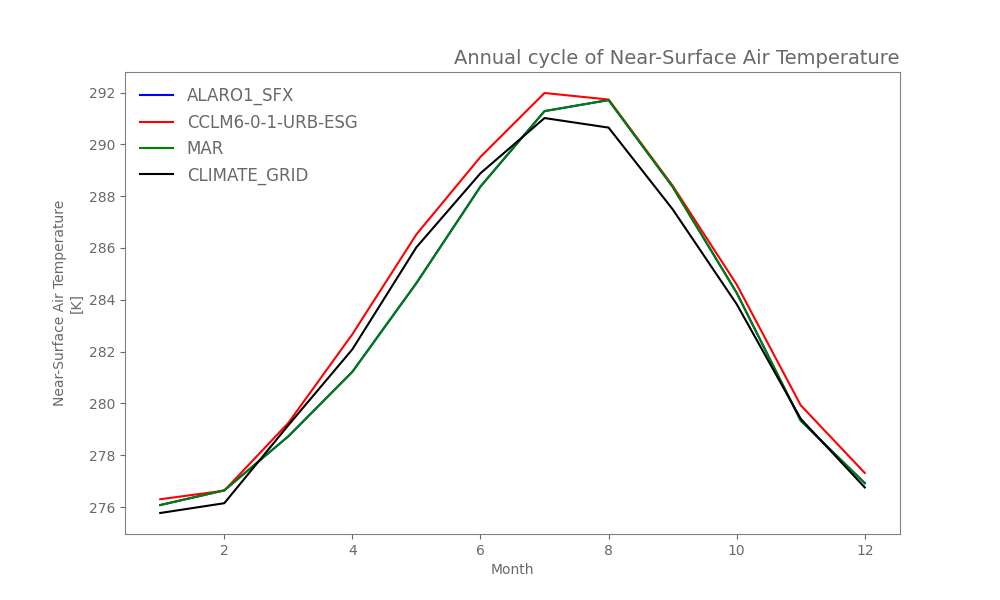 Annual cycle of Near-Surface Air Temperature
ALARO1_SFX
CCLM6-0-1-URB-ESG
MAR
CLIMATE_GRID
292
290
288
286
284
282
280
278
276
Near-Surface Air Temperature
[K]
2 4 6 8 10 12
Month